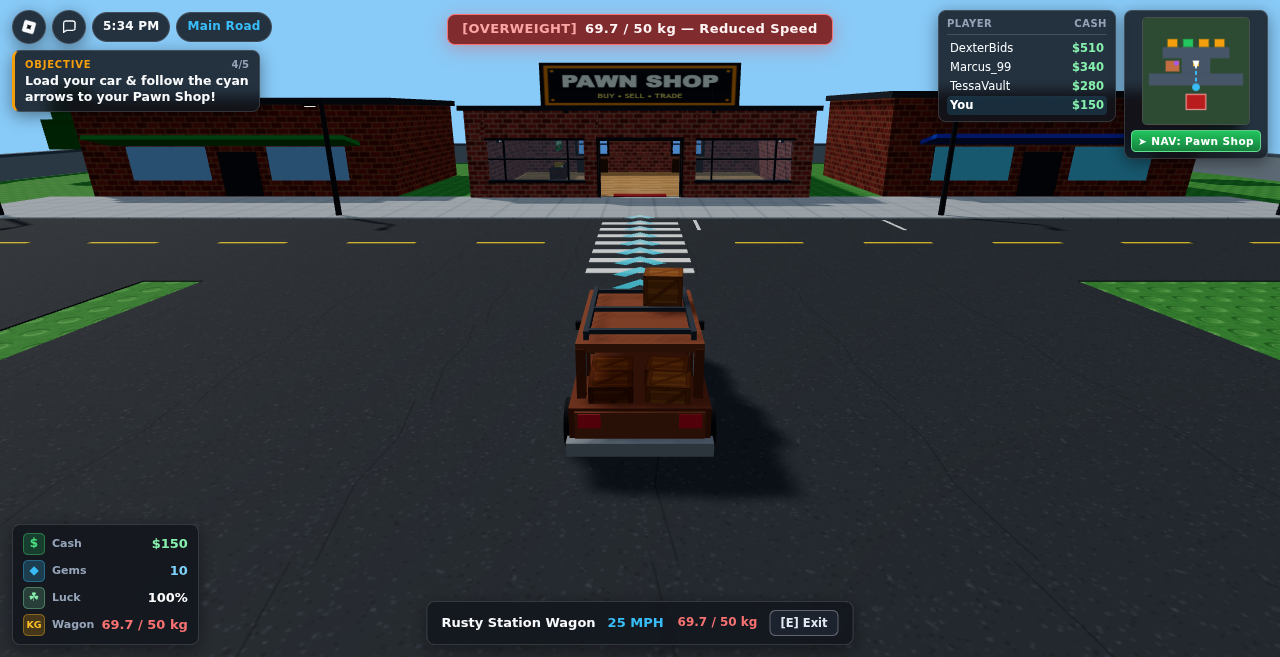 5:34 PM
Main Road
OBJECTIVE 4/5
Load your car & follow the cyan
arrows to your Pawn Shop!
[OVERWEIGHT] 69.7 / 50 kg — Reduced Speed
PAWN SHOP
BUY • SELL • TRADE
PLAYER CASH
DexterBids $510
Marcus_99 $340
TessaVault $280
You $150
➤ NAV: Pawn Shop
$ Cash $150
Gems 10
Luck 100%
KG Wagon 69.7 / 50 kg
Rusty Station Wagon 25 MPH 69.7 / 50 kg [E] Exit